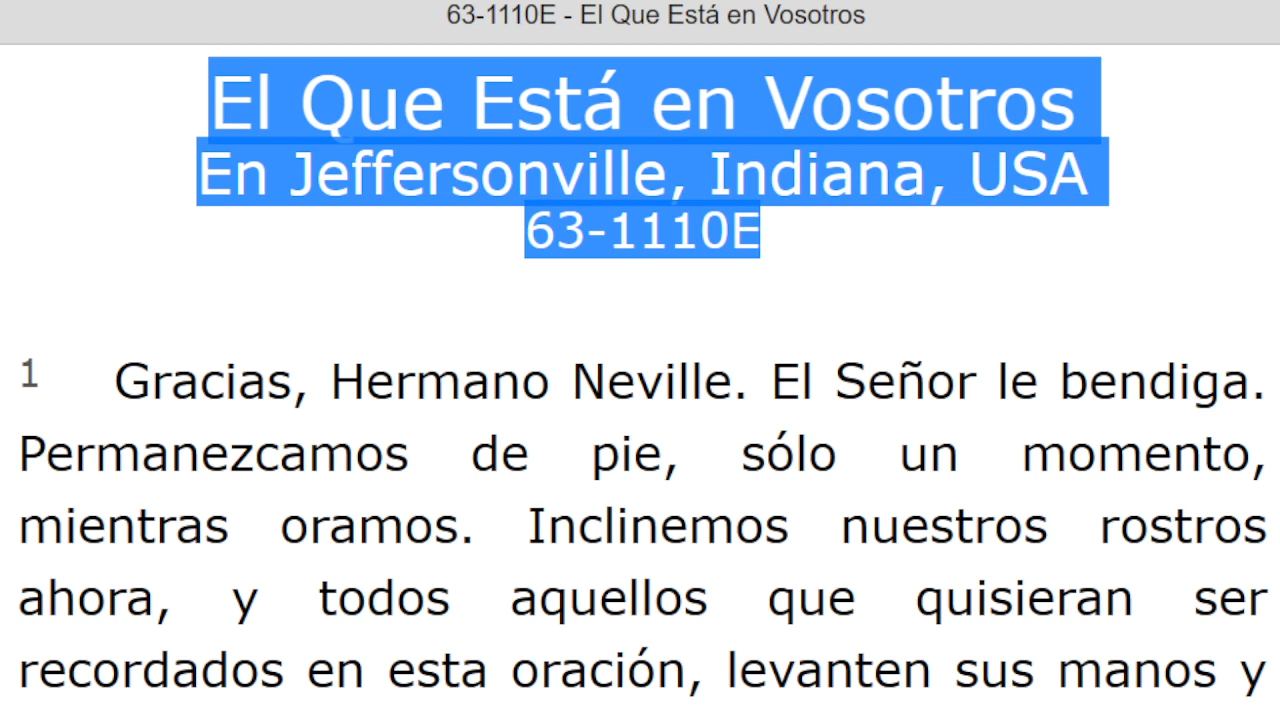 63-1110E - El Que Está en Vosotros
El Que Está en Vosotros
En Jeffersonville, Indiana, USA
63-1110E
1 Gracias, Hermano Neville. El Señor le bendiga.
Permanezcamos de pie, sólo un momento,
mientras oramos. Inclinemos nuestros rostros
ahora, y todos aquellos que quisieran ser
recordados en esta oración, levanten sus manos y